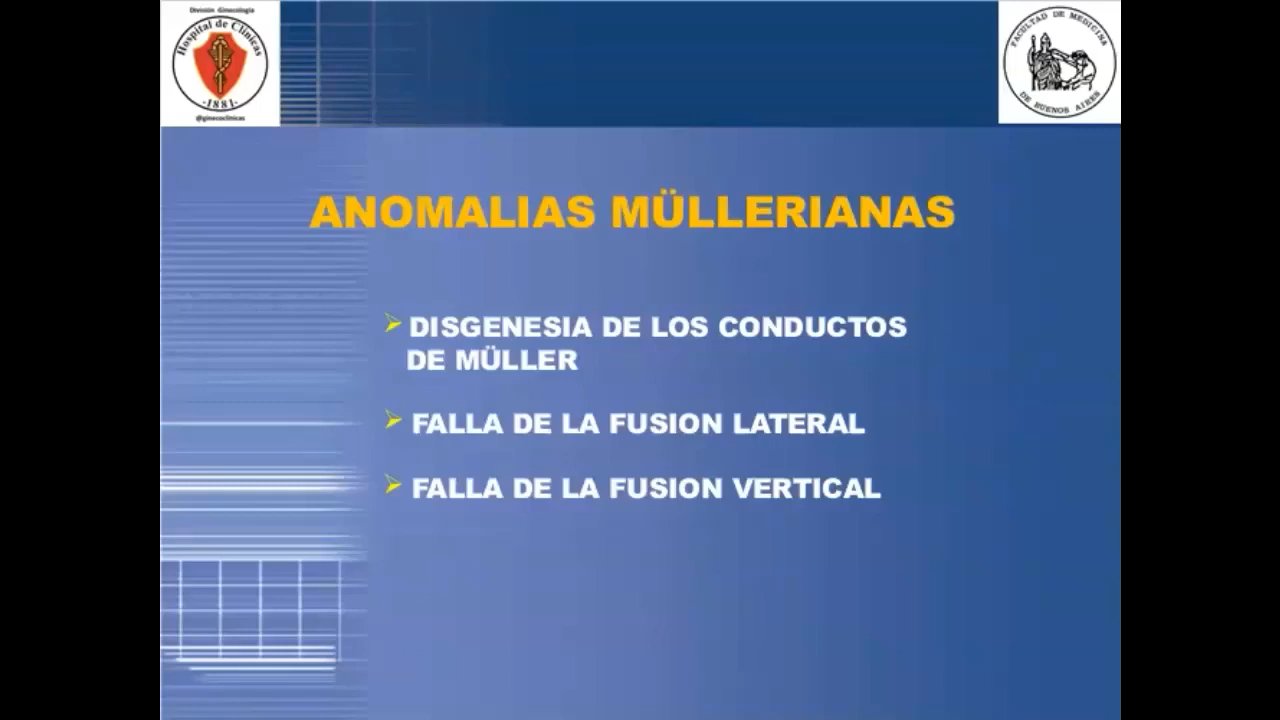 División Ginecología
Hospital de Clínicas
·1881·
@ginecoclinicas
FACULTAD DE MEDICINA
DE BUENOS AIRES
ANOMALIAS MÜLLERIANAS
DISGENESIA DE LOS CONDUCTOS
DE MÜLLER
FALLA DE LA FUSION LATERAL
FALLA DE LA FUSION VERTICAL